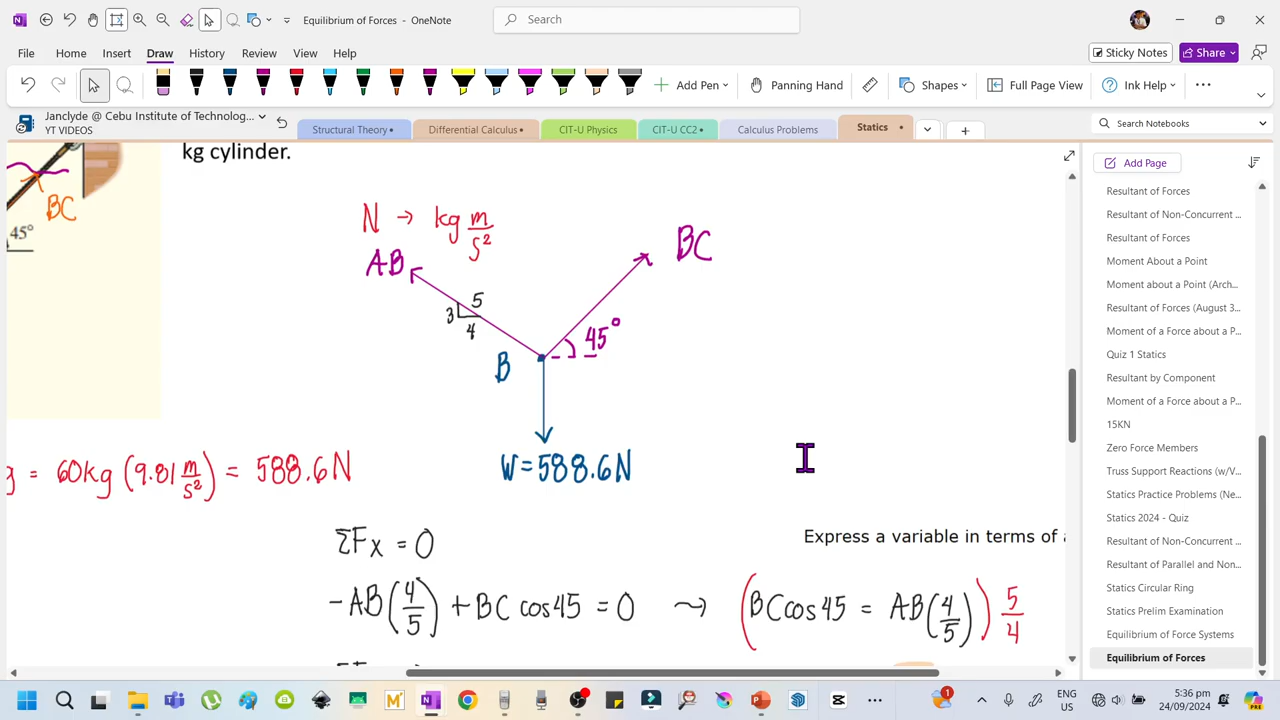 Equilibrium of Forces - OneNote
Search
File Home Insert Draw History Review View Help
Sticky Notes
Share
Add Pen
Panning Hand
Shapes
Full Page View
Ink Help
Janclyde @ Cebu Institute of Technolog...
YT VIDEOS
Structural Theory
Differential Calculus
CIT-U Physics
CIT-U CC2
Calculus Problems
Statics
Search Notebooks
Add Page
Resultant of Forces
Resultant of Non-Concurrent ...
Resultant of Forces
Moment About a Point
Moment about a Point (Arch...
Resultant of Forces (August 3...
Moment of a Force about a P...
Quiz 1 Statics
Resultant by Component
Moment of a Force about a P...
15KN
Zero Force Members
Truss Support Reactions (w/V...
Statics Practice Problems (Ne...
Statics 2024 - Quiz
Resultant of Non-Concurrent ...
Resultant of Parallel and Non...
Statics Circular Ring
Statics Prelim Examination
Equilibrium of Force Systems
Equilibrium of Forces
kg cylinder.
BC
45°
N → kg m/s²
AB
BC
5
3
4
45°
B
W=588.6N
g = 60kg (9.81 m/s²) = 588.6N
ΣFx = 0
Express a variable in terms of
-AB(4/5) + BC cos45 = 0 ⇝ (BCcos45 = AB(4/5)) 5/4
1
ENG
US
5:36 pm
24/09/2024